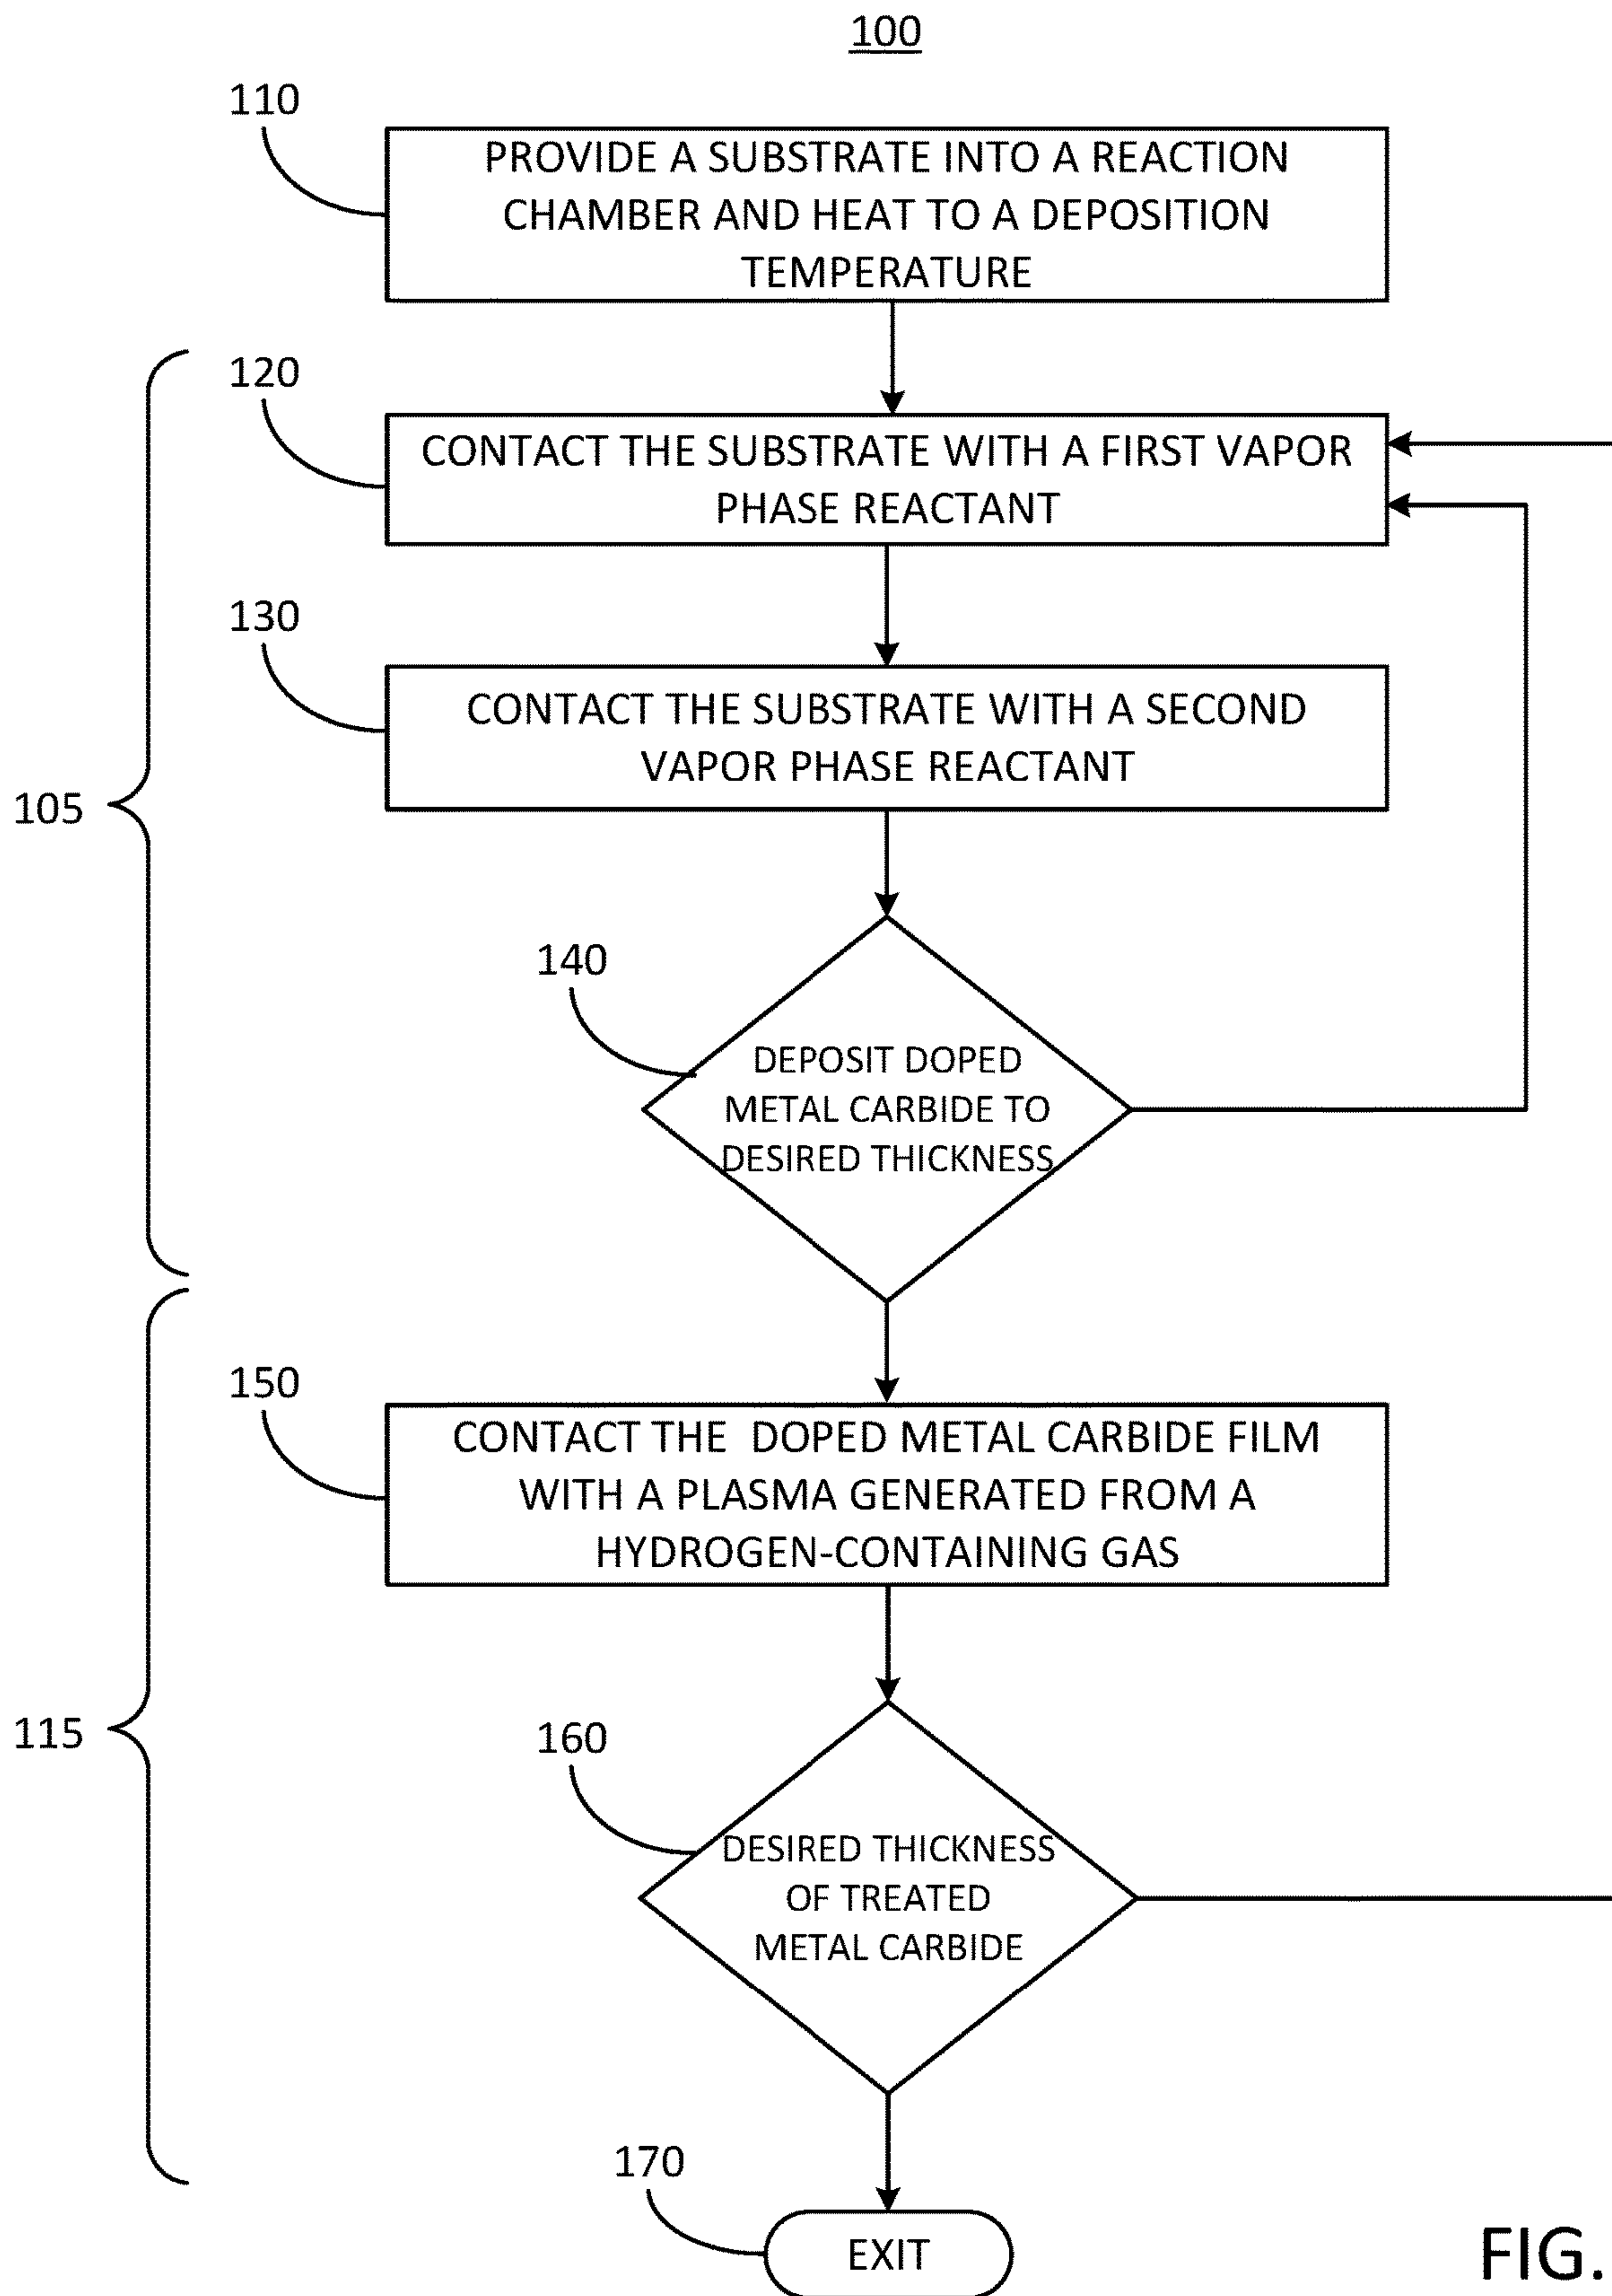 100
110
PROVIDE A SUBSTRATE INTO A REACTION
CHAMBER AND HEAT TO A DEPOSITION
TEMPERATURE
120
CONTACT THE SUBSTRATE WITH A FIRST VAPOR
PHASE REACTANT
130
CONTACT THE SUBSTRATE WITH A SECOND
VAPOR PHASE REACTANT
105
140
DEPOSIT DOPED
METAL CARBIDE TO
DESIRED THICKNESS
150
CONTACT THE DOPED METAL CARBIDE FILM
WITH A PLASMA GENERATED FROM A
HYDROGEN-CONTAINING GAS
115
160
DESIRED THICKNESS
OF TREATED
METAL CARBIDE
170
EXIT
FIG.